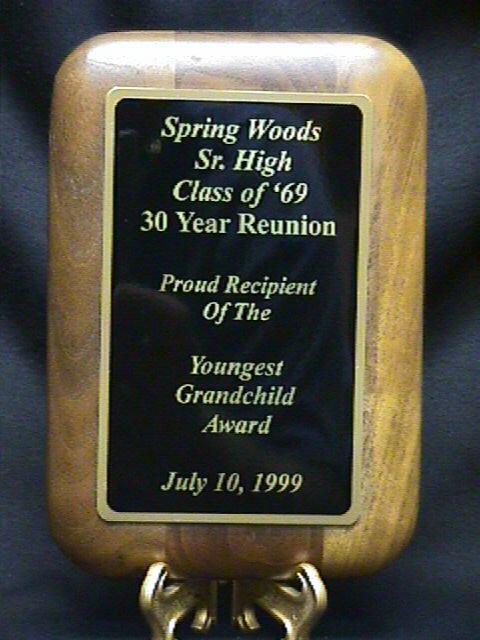 Spring Woods
Sr. High
Class of ‘69
30 Year Reunion
Proud Recipient
Of The
Youngest
Grandchild
Award
July 10, 1999